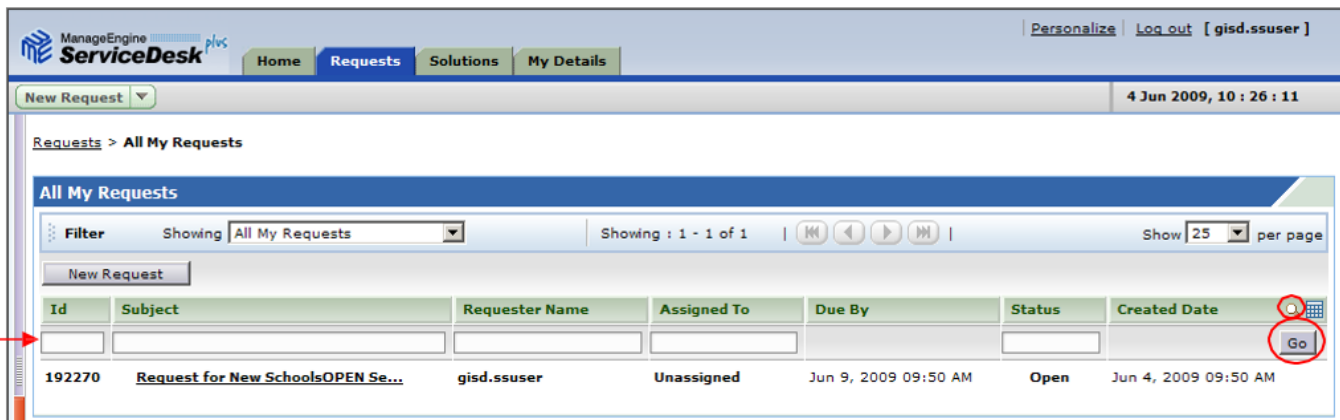 Personalize Log out [ gisd.ssuser ]
ManageEngine
ServiceDesk plus
Home Requests Solutions My Details
New Request 4 Jun 2009, 10 : 26 : 11
Requests > All My Requests
All My Requests
Filter Showing All My Requests Showing : 1 - 1 of 1 Show 25 per page
New Request
Id Subject Requester Name Assigned To Due By Status Created Date
Go
192270 Request for New SchoolsOPEN Se... gisd.ssuser Unassigned Jun 9, 2009 09:50 AM Open Jun 4, 2009 09:50 AM